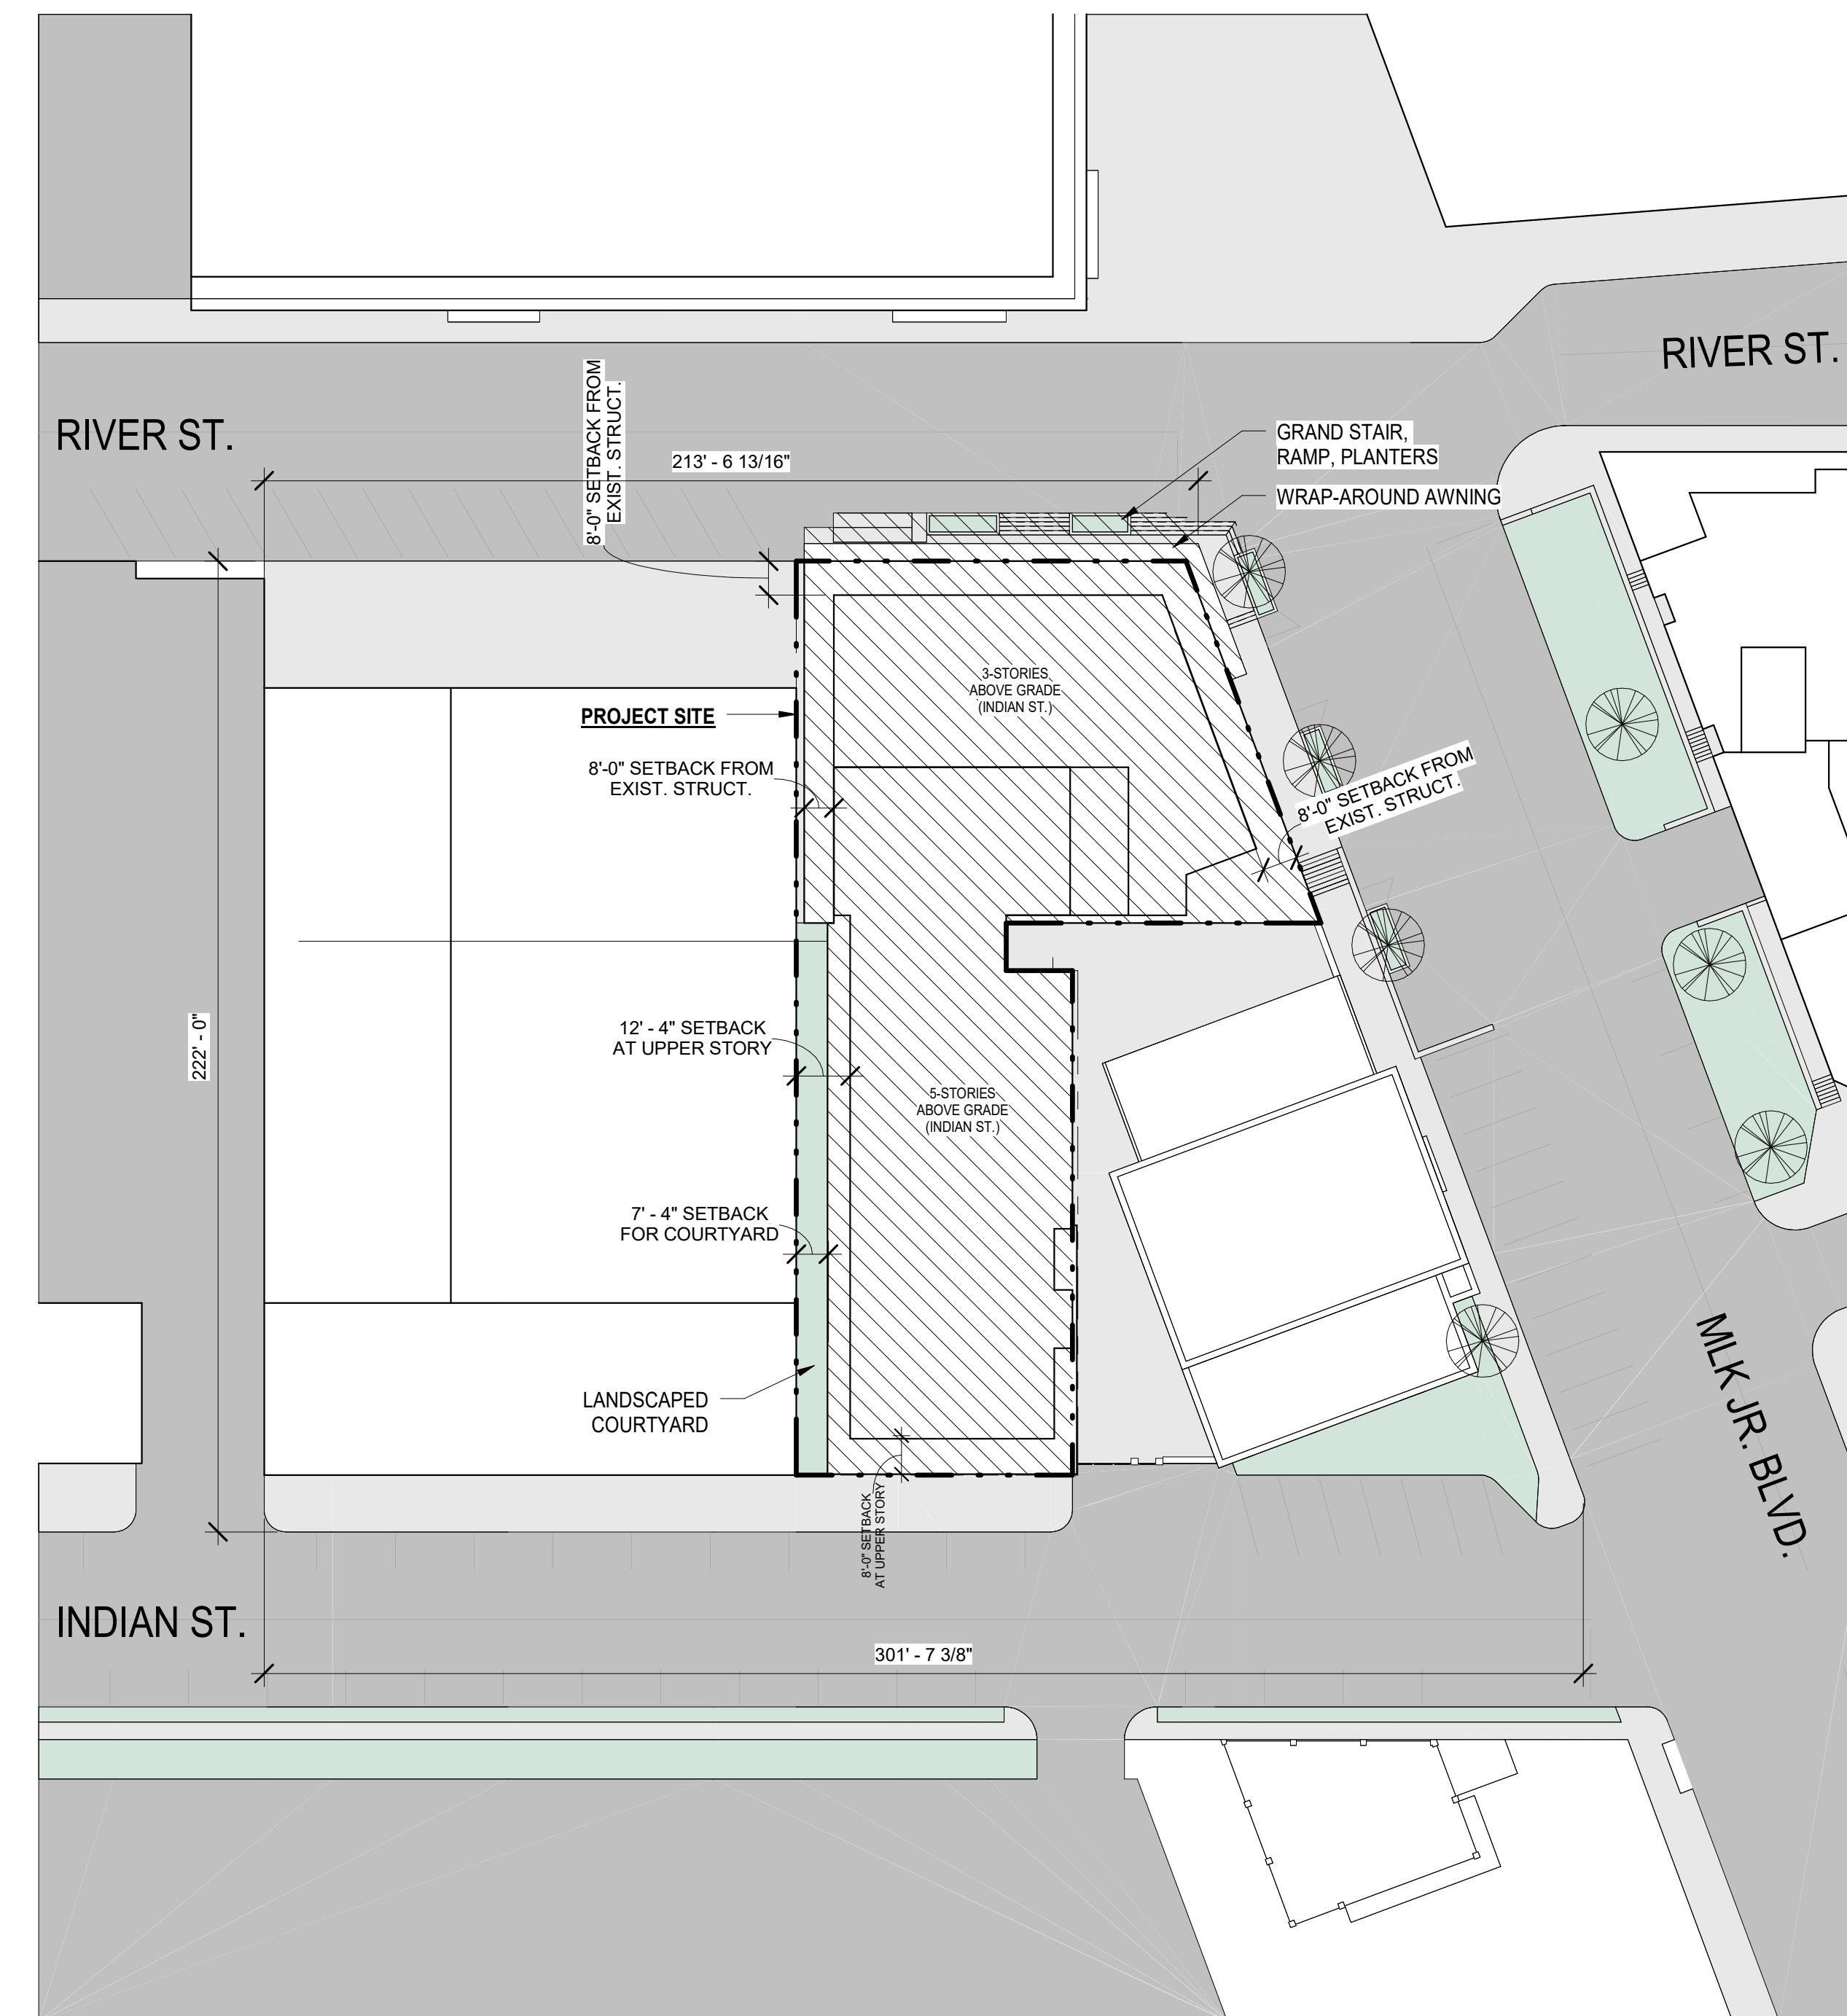 RIVER ST.
RIVER ST.
8'-0" SETBACK FROM
EXIST. STRUCT.
213' - 6 13/16"
GRAND STAIR,
RAMP, PLANTERS
WRAP-AROUND AWNING
3-STORIES
ABOVE GRADE
(INDIAN ST.)
PROJECT SITE
8'-0" SETBACK FROM
EXIST. STRUCT.
8'-0" SETBACK FROM
EXIST. STRUCT.
222' - 0"
12' - 4" SETBACK
AT UPPER STORY
5-STORIES
ABOVE GRADE
(INDIAN ST.)
7' - 4" SETBACK
FOR COURTYARD
LANDSCAPED
COURTYARD
8'-0" SETBACK
AT UPPER STORY
MLK JR. BLVD.
INDIAN ST.
301' - 7 3/8"